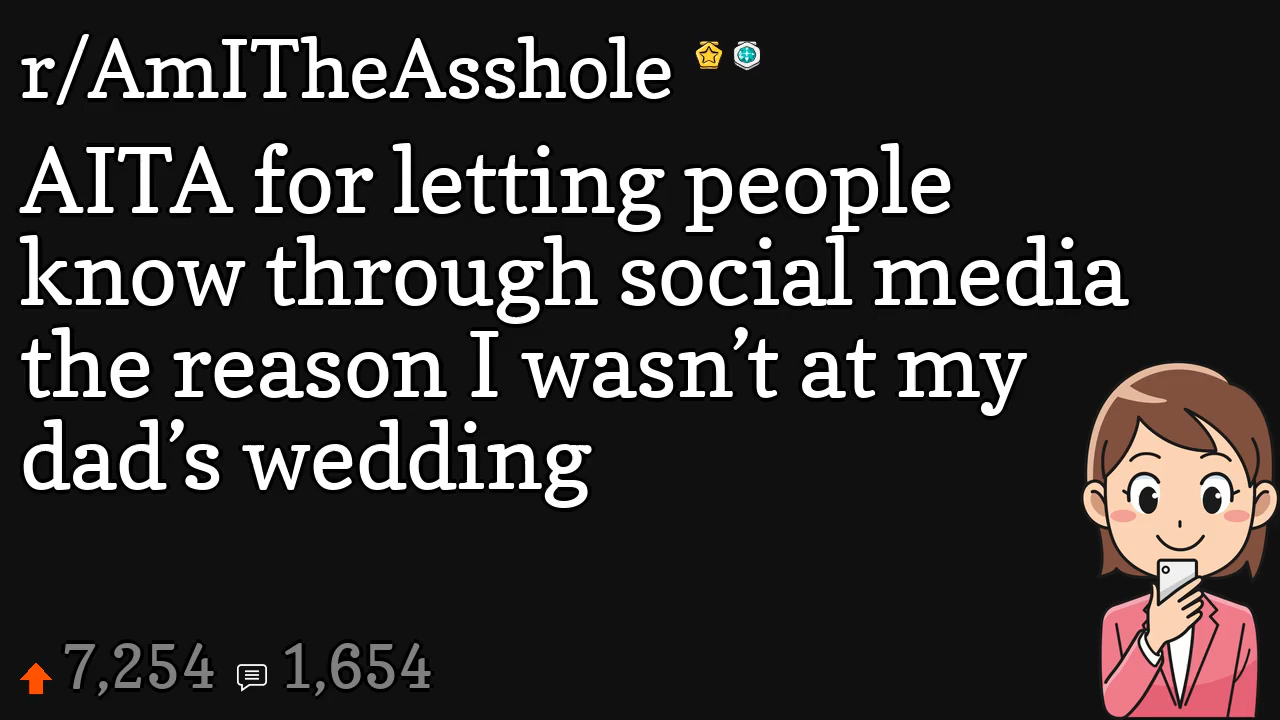 r/AmITheAsshole
AITA for letting people
know through social media
the reason I wasn’t at my
dad’s wedding
7,254 1,654